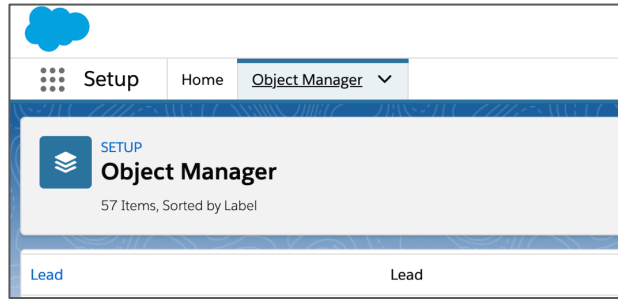 Setup Home Object Manager
SETUP
Object Manager
57 Items, Sorted by Label
Lead Lead